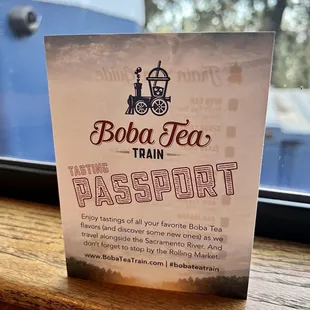 Boba Tea
TRAIN
TASTING
PASSPORT
Enjoy tastings of all your favorite Boba Tea
flavors (and discover some new ones) as we
travel alongside the Sacramento River. And
don't forget to stop by the Rolling Market.
www.BobaTeaTrain.com | #bobateatrain